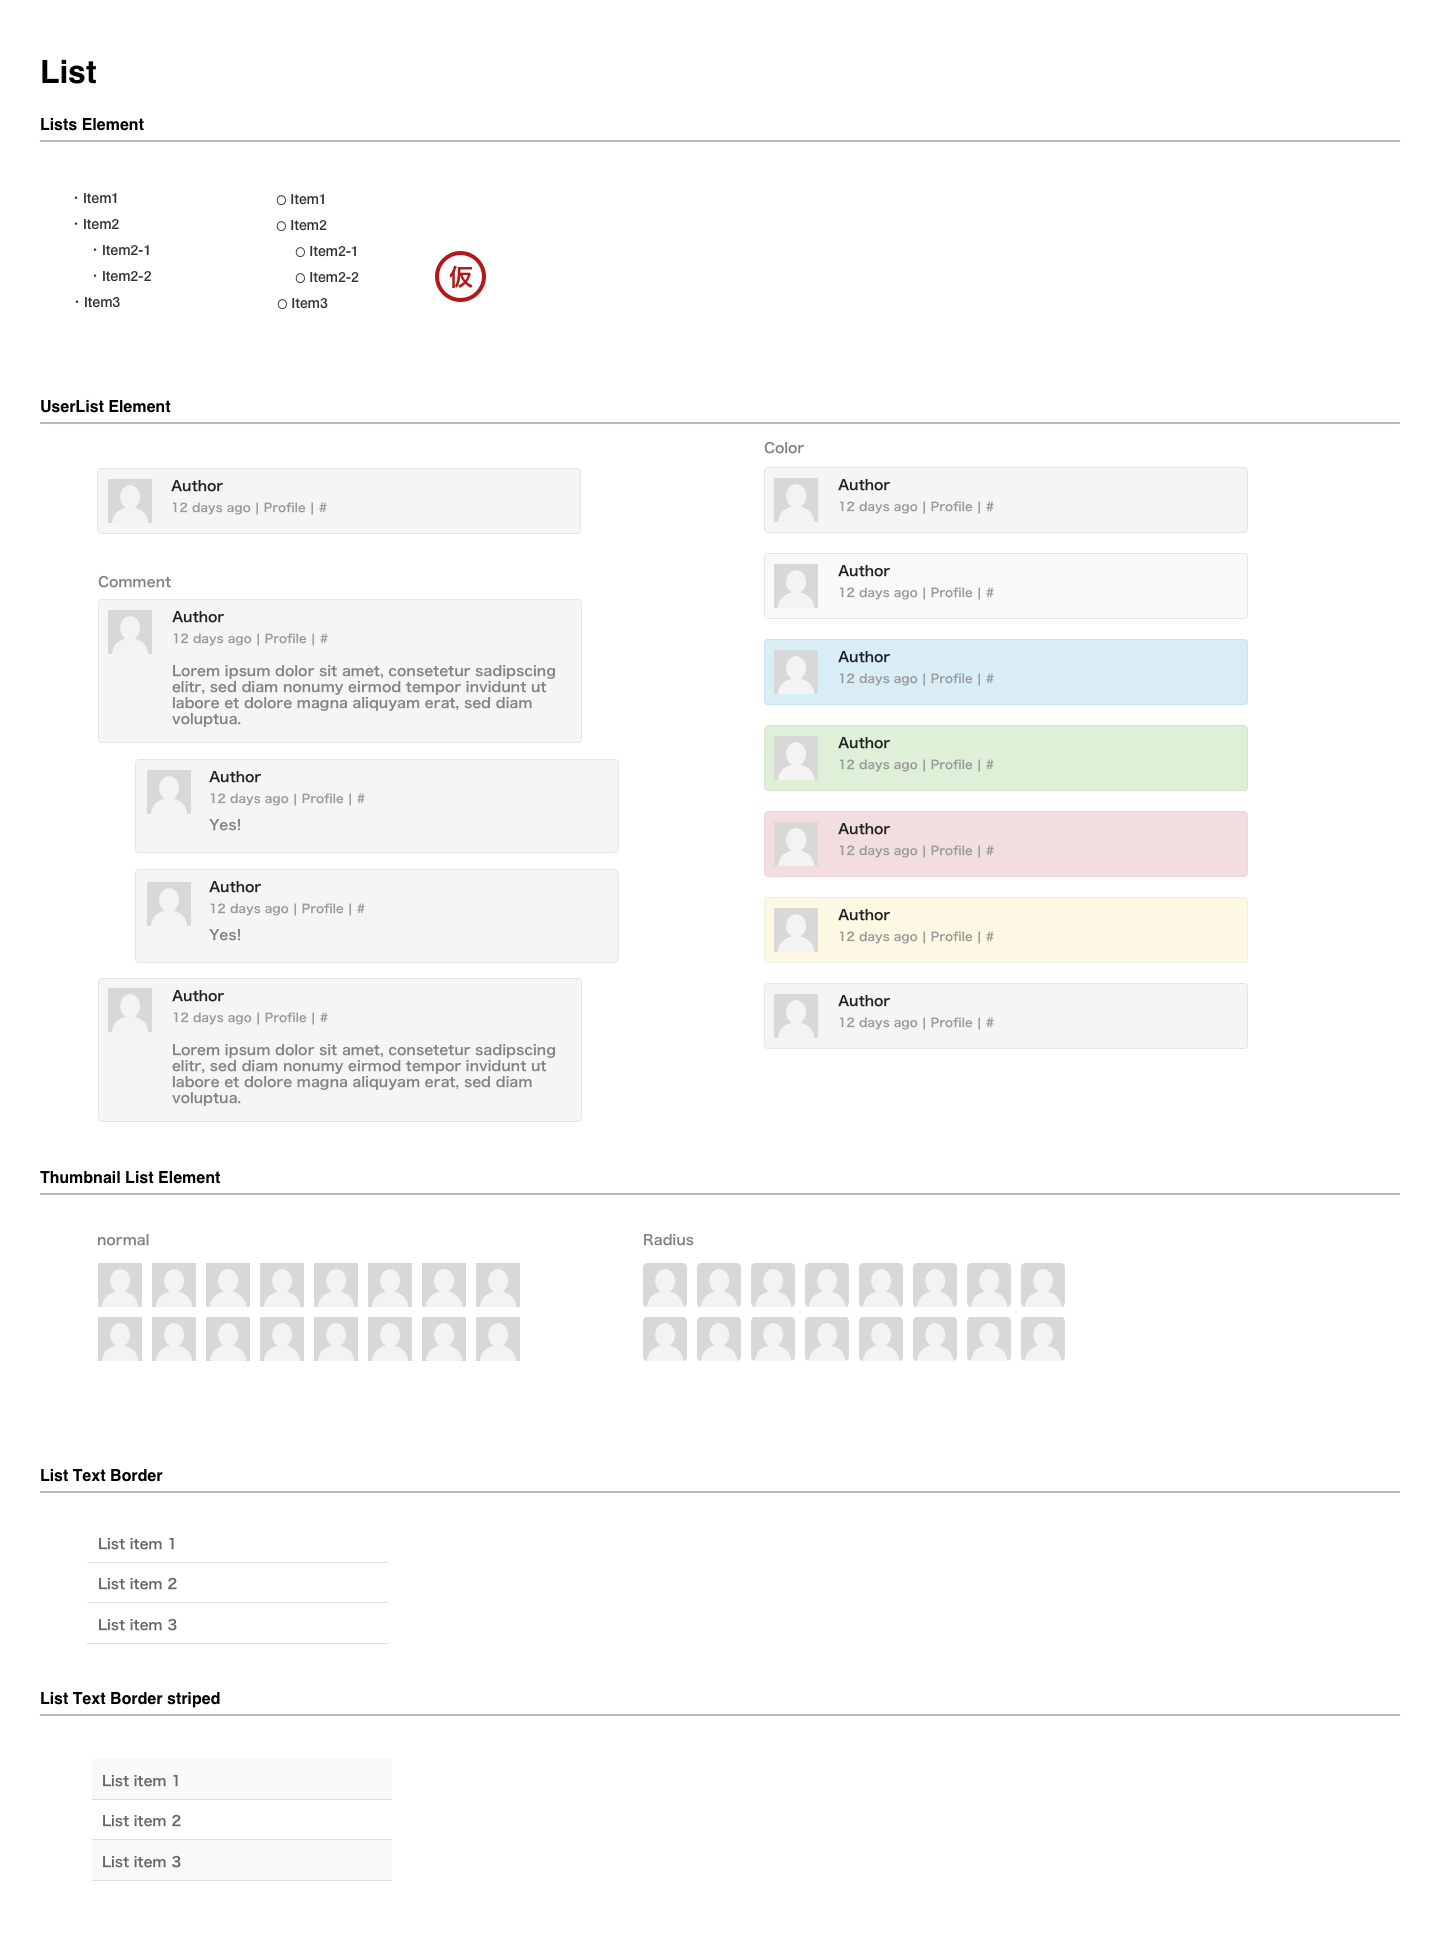 List
Lists Element
・Item1
・Item2
・Item2-1
・Item2-2
・Item3
○ Item1
○ Item2
○ Item2-1
○ Item2-2
○ Item3
仮
UserList Element
Author
12 days ago | Profile | #
Comment
Author
12 days ago | Profile | #
Lorem ipsum dolor sit amet, consetetur sadipscing
elitr, sed diam nonumy eirmod tempor invidunt ut
labore et dolore magna aliquyam erat, sed diam
voluptua.
Author
12 days ago | Profile | #
Yes!
Author
12 days ago | Profile | #
Yes!
Author
12 days ago | Profile | #
Lorem ipsum dolor sit amet, consetetur sadipscing
elitr, sed diam nonumy eirmod tempor invidunt ut
labore et dolore magna aliquyam erat, sed diam
voluptua.
Color
Author
12 days ago | Profile | #
Author
12 days ago | Profile | #
Author
12 days ago | Profile | #
Author
12 days ago | Profile | #
Author
12 days ago | Profile | #
Author
12 days ago | Profile | #
Author
12 days ago | Profile | #
Thumbnail List Element
normal
Radius
List Text Border
List item 1
List item 2
List item 3
List Text Border striped
List item 1
List item 2
List item 3